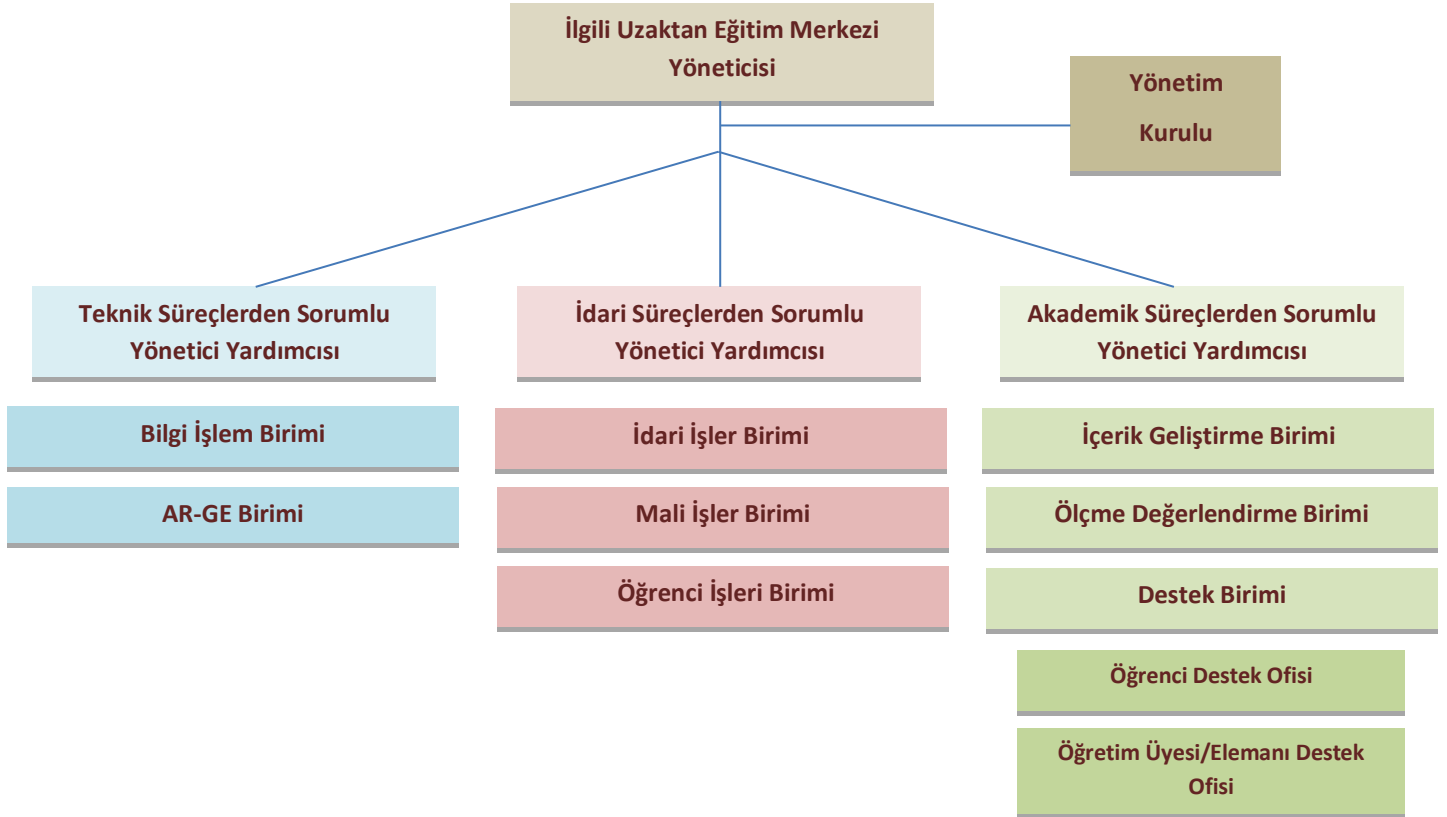 İlgili Uzaktan Eğitim Merkezi
Yöneticisi
Yönetim
Kurulu
Teknik Süreçlerden Sorumlu
Yönetici Yardımcısı
Bilgi İşlem Birimi
AR-GE Birimi
İdari Süreçlerden Sorumlu
Yönetici Yardımcısı
İdari İşler Birimi
Mali İşler Birimi
Öğrenci İşleri Birimi
Akademik Süreçlerden Sorumlu
Yönetici Yardımcısı
İçerik Geliştirme Birimi
Ölçme Değerlendirme Birimi
Destek Birimi
Öğrenci Destek Ofisi
Öğretim Üyesi/Elemanı Destek
Ofisi